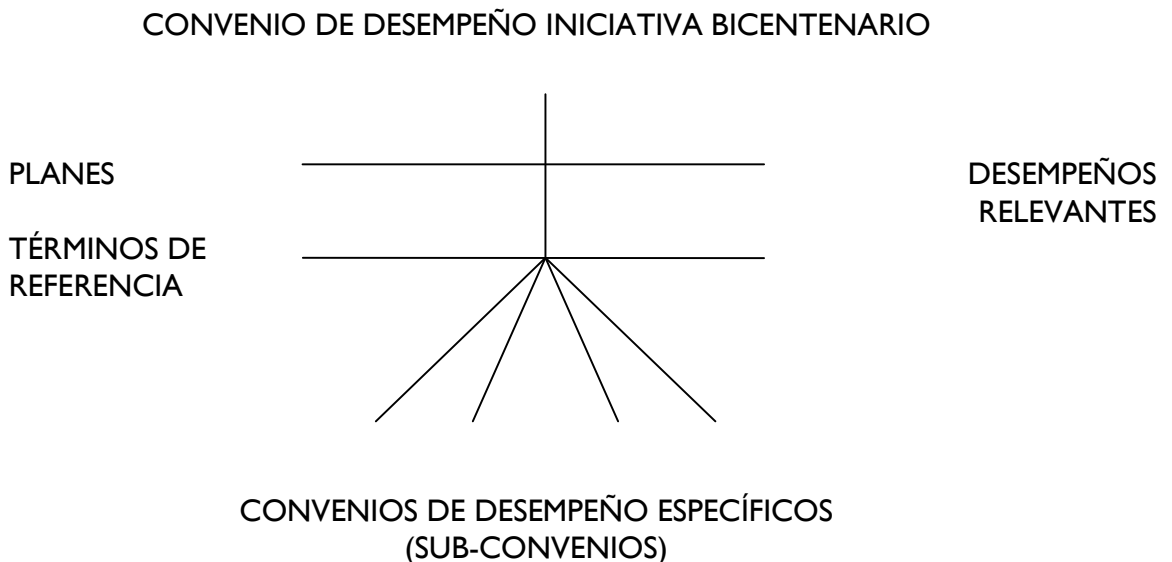 CONVENIO DE DESEMPEÑO INICIATIVA BICENTENARIO
PLANES
DESEMPEÑOS
RELEVANTES
TÉRMINOS DE
REFERENCIA
CONVENIOS DE DESEMPEÑO ESPECÍFICOS
(SUB-CONVENIOS)